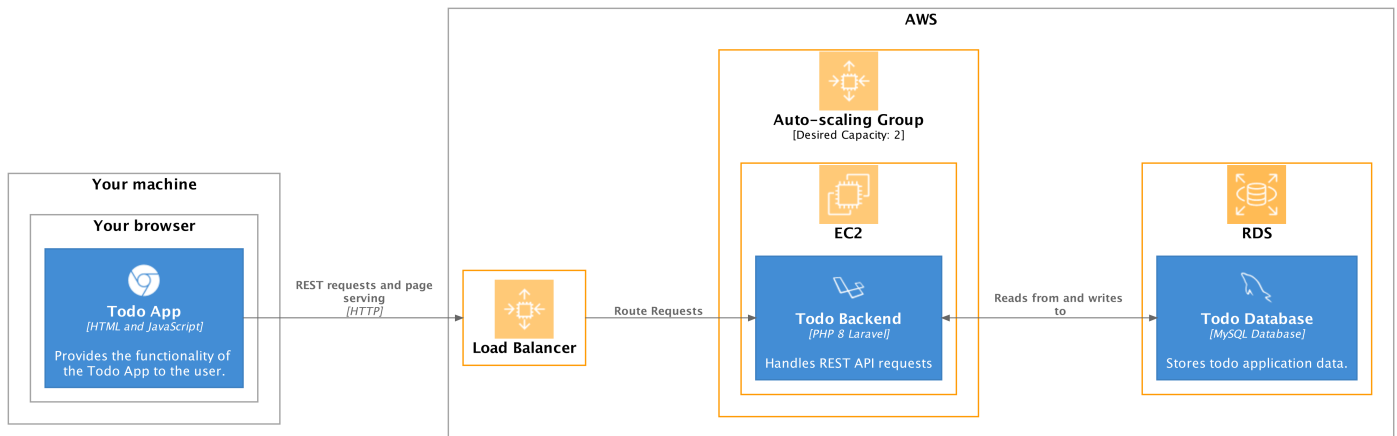 AWS
Auto-scaling Group
[Desired Capacity: 2]
Your machine
Your browser
Todo App
[HTML and JavaScript]
Provides the functionality of
the Todo App to the user.
REST requests and page
serving
[HTTP]
Load Balancer
Route Requests
EC2
Todo Backend
[PHP 8 Laravel]
Handles REST API requests
Reads from and writes
to
RDS
Todo Database
[MySQL Database]
Stores todo application data.